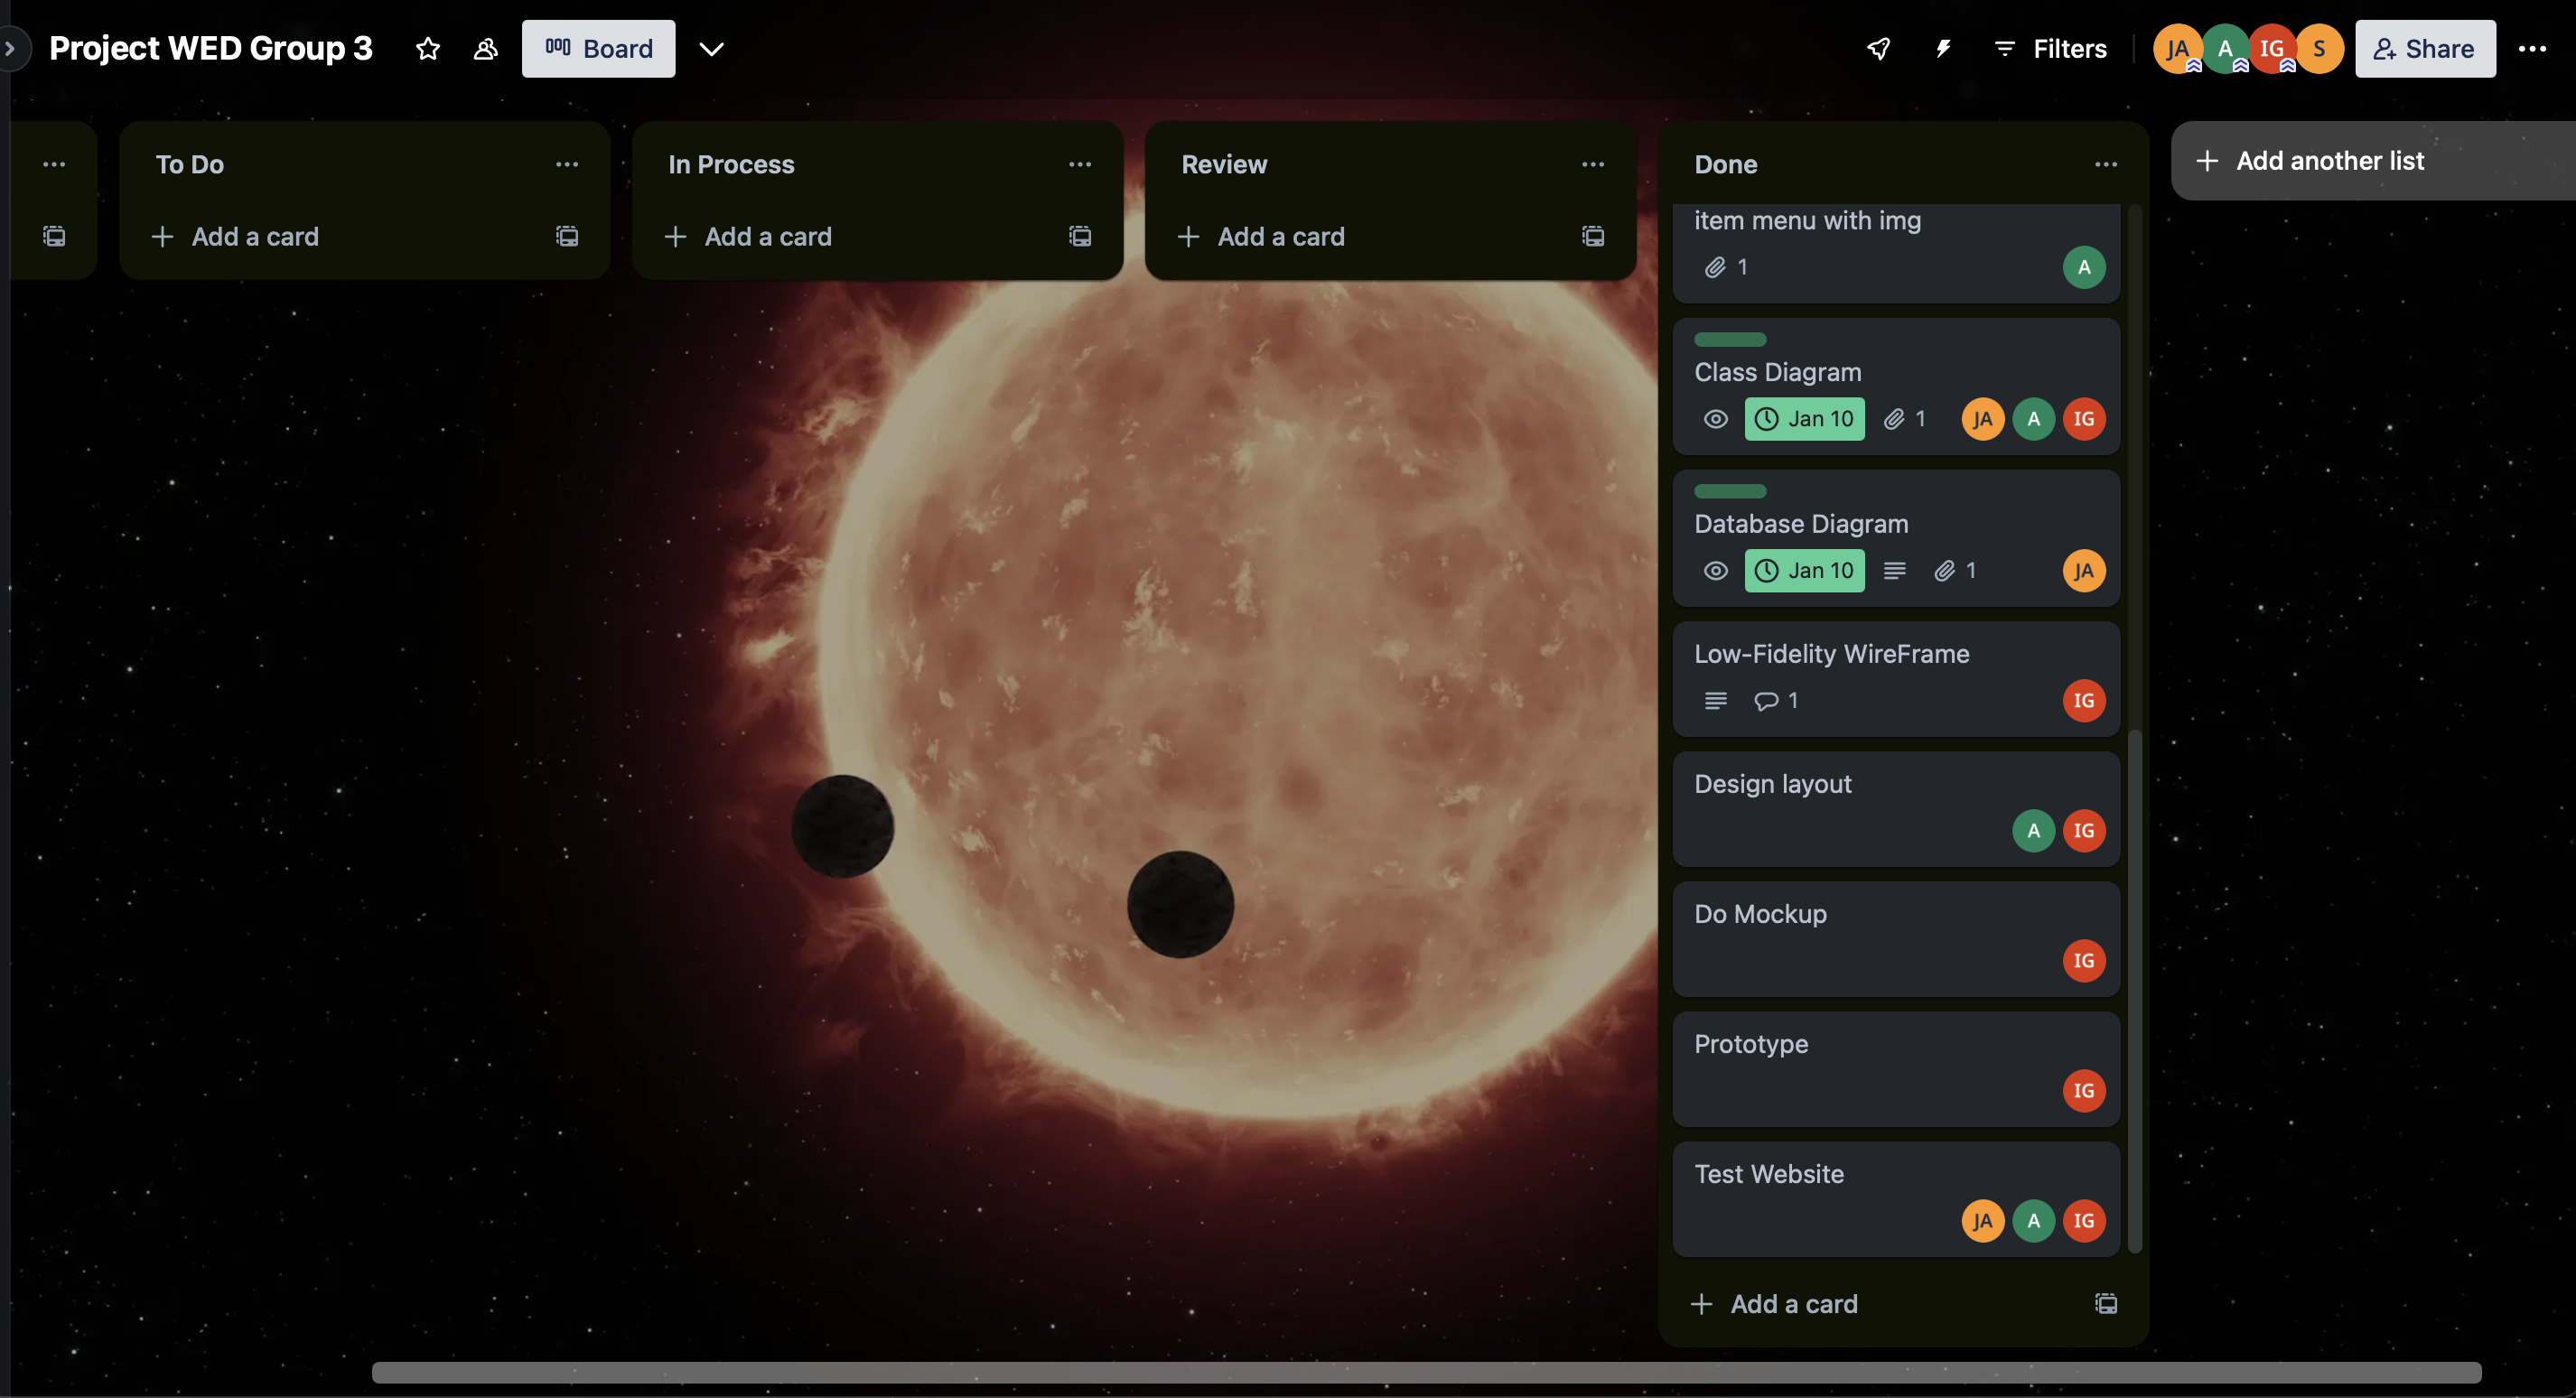 Project WED Group 3
Board
Filters
JA
A
IG
S
Share
To Do
Add a card
In Process
Add a card
Review
Add a card
Done
item menu with img
1
A
Class Diagram
Jan 10
1
JA
A
IG
Database Diagram
Jan 10
1
JA
Low-Fidelity WireFrame
1
IG
Design layout
A
IG
Do Mockup
IG
Prototype
IG
Test Website
JA
A
IG
Add a card
Add another list